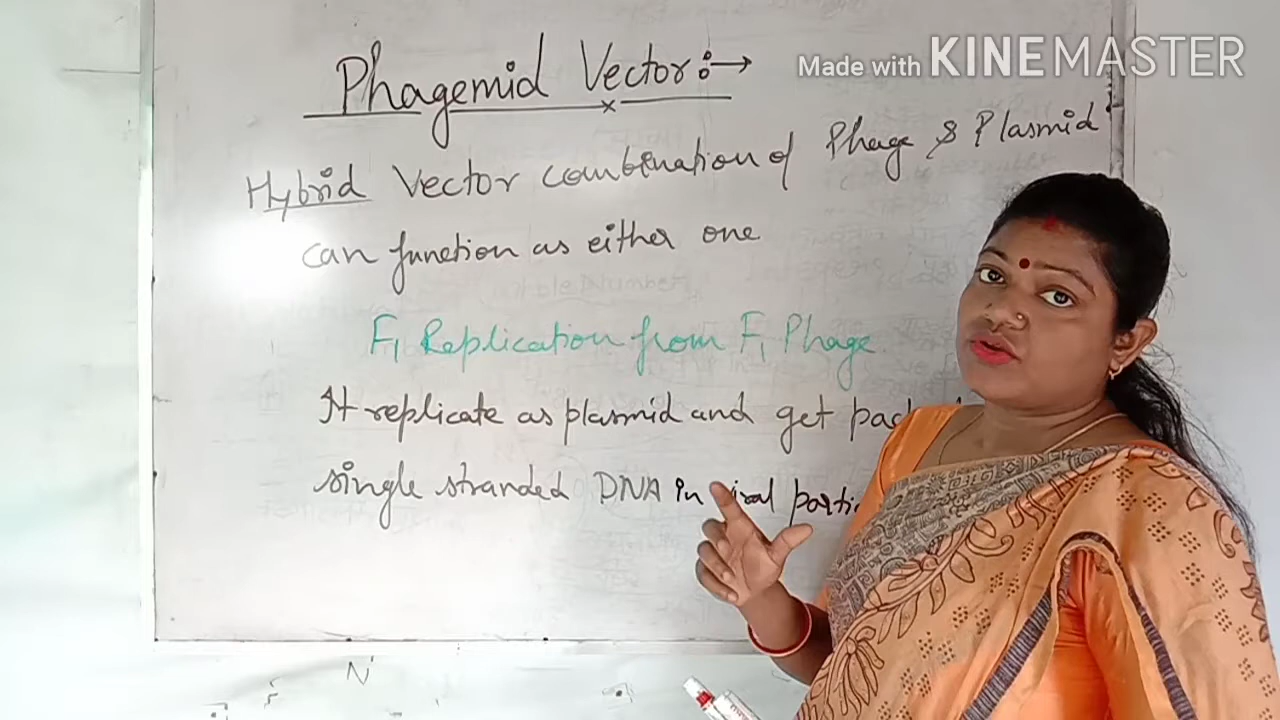 Made with KINEMASTER
Phagemid Vector :→
Hybrid Vector combination of Phage & Plasmid
can function as either one
F1 Replication from F1 Phage
It replicate as plasmid and get
single stranded DNA in viral
N